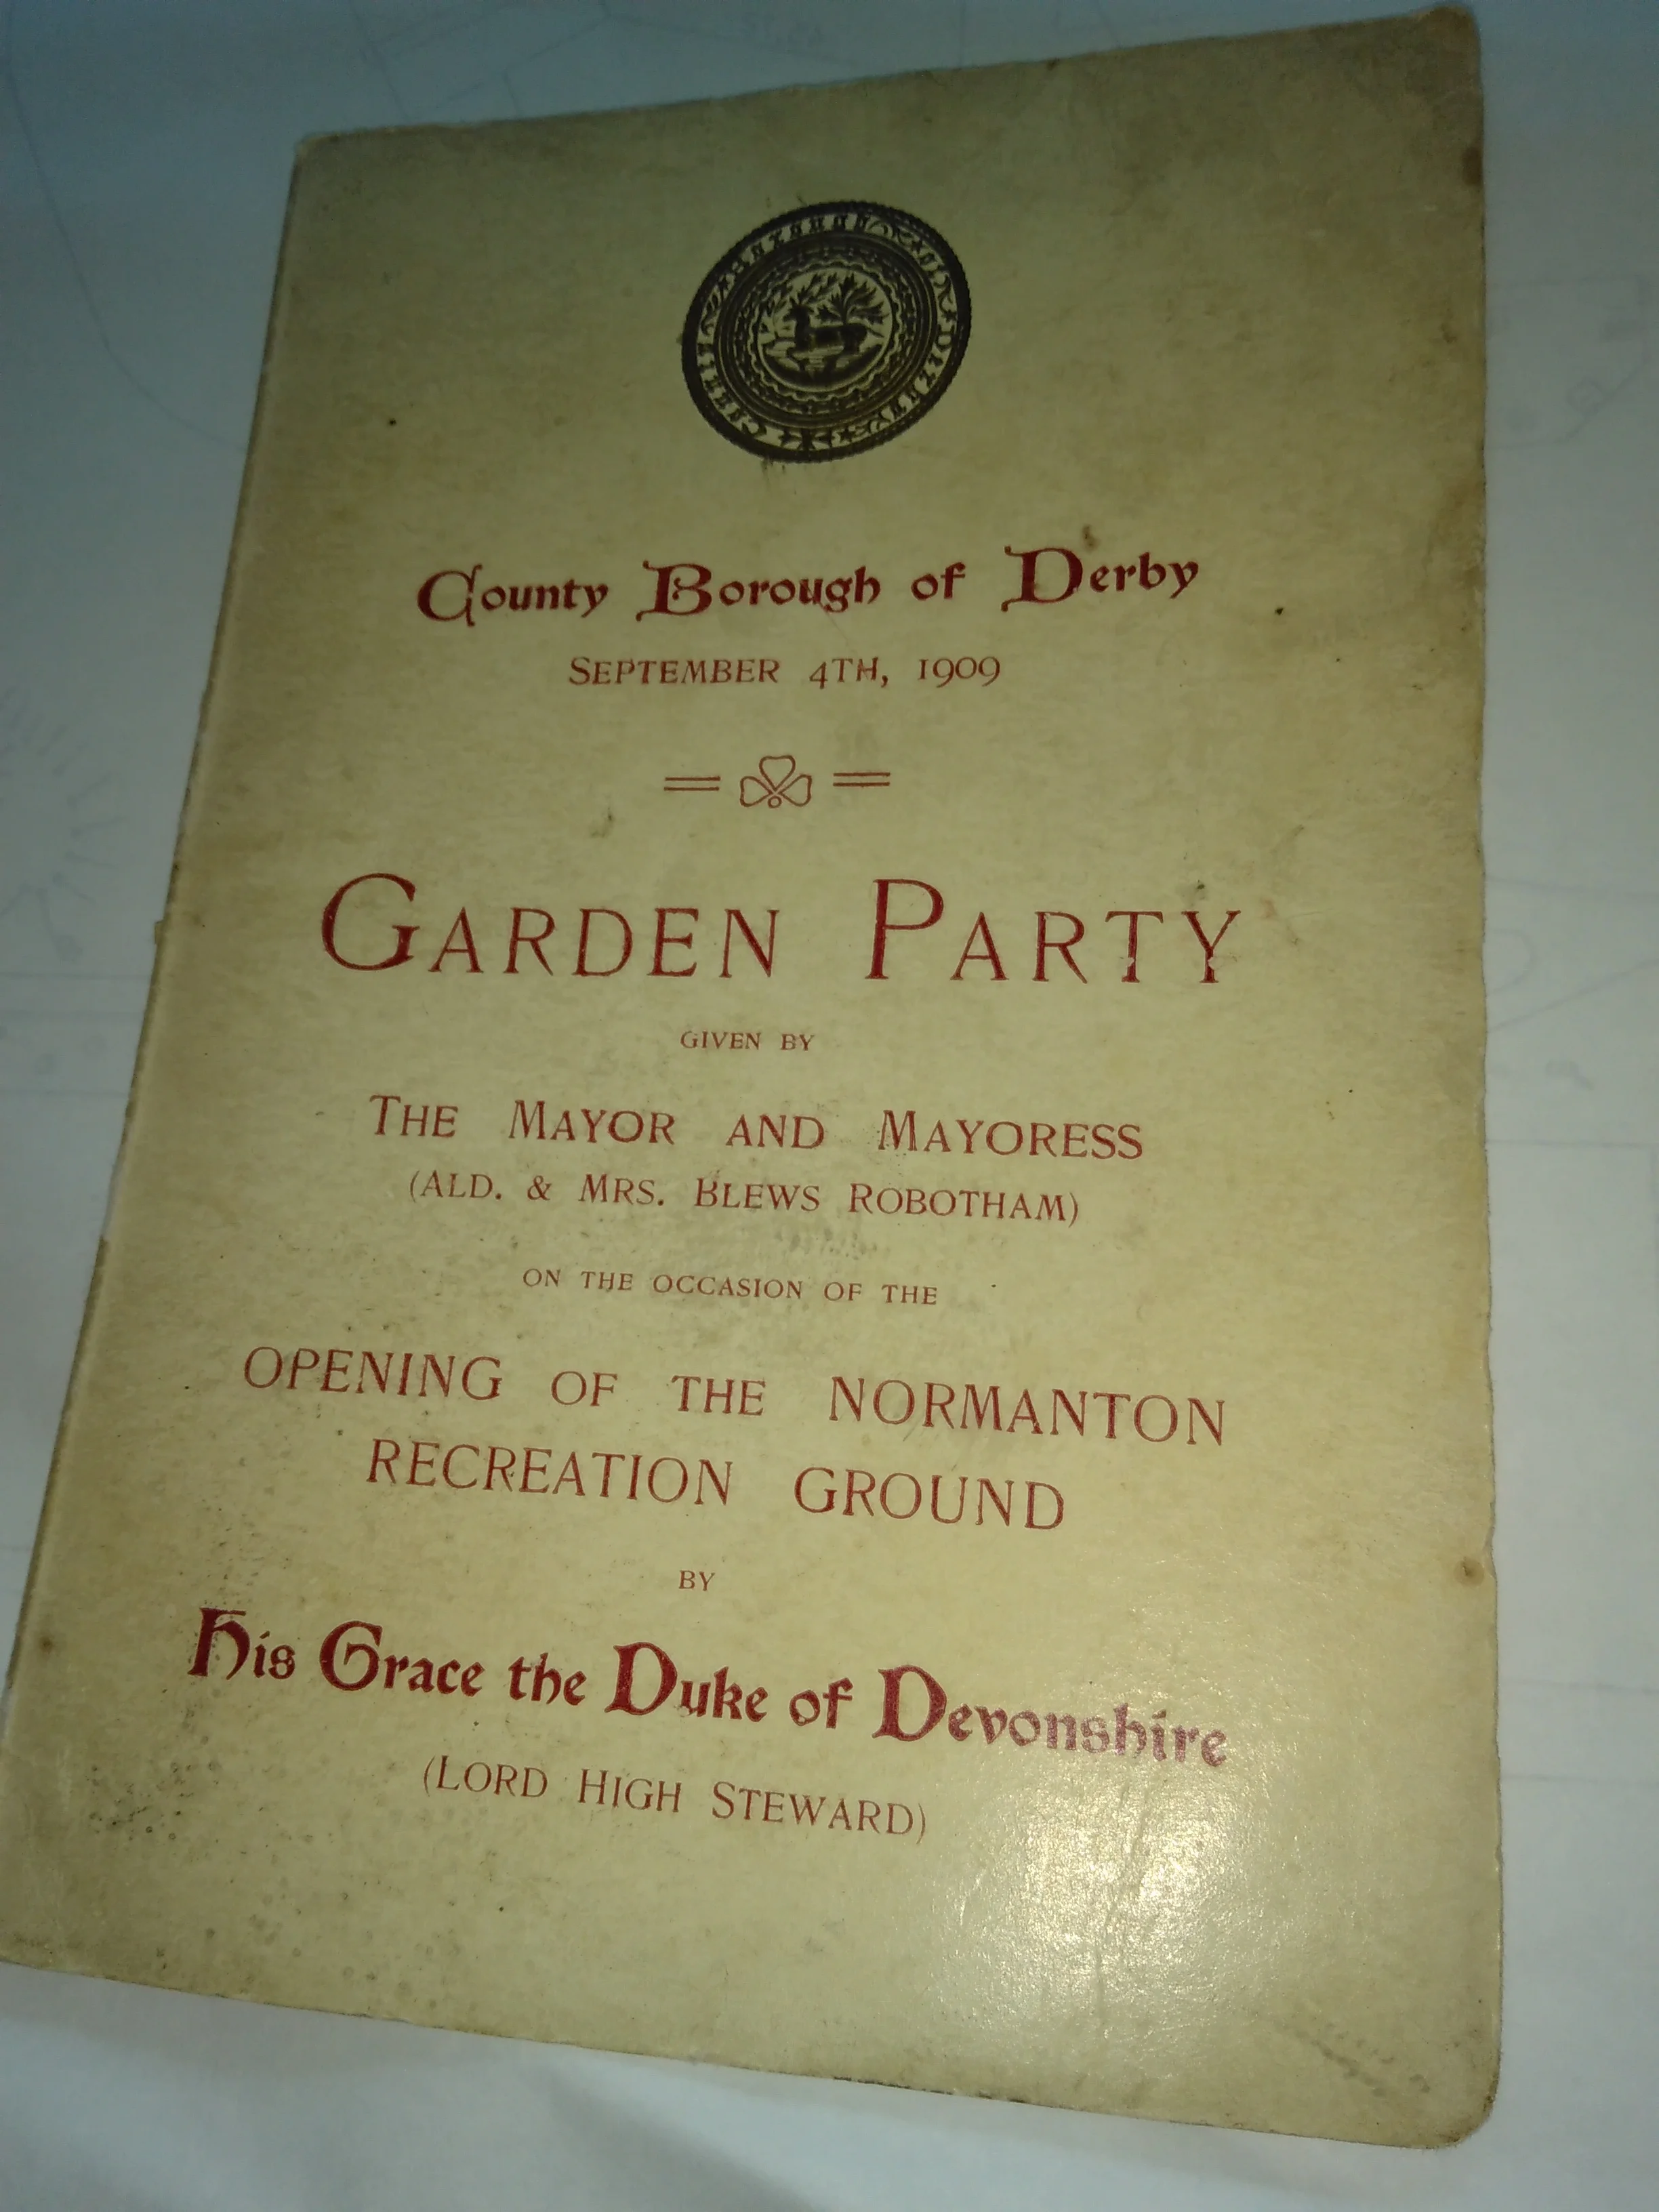 County Borough of Derby
SEPTEMBER 4TH, 1909
GARDEN PARTY
GIVEN BY
THE MAYOR AND MAYORESS
(ALD. & MRS. BLEWS ROBOTHAM)
ON THE OCCASION OF THE
OPENING OF THE NORMANTON
RECREATION GROUND
BY
His Grace the Duke of Devonshire
(LORD HIGH STEWARD)